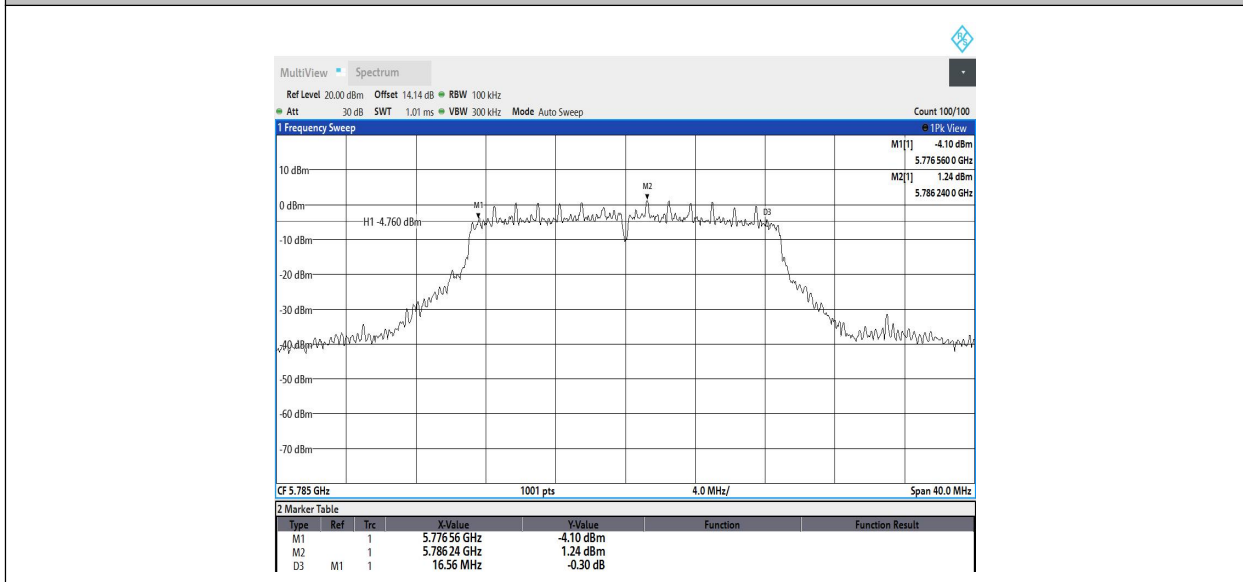 R S
MultiView Spectrum
Ref Level 20.00 dBm Offset 14.14 dB RBW 100 kHz
Att 30 dB SWT 1.01 ms VBW 300 kHz Mode Auto Sweep Count 100/100
1 Frequency Sweep 1Pk View
M1[1] -4.10 dBm
5.776 560 0 GHz
10 dBm
M2[1] 1.24 dBm
M2
5.786 240 0 GHz
0 dBm
M1
D3
H1 -4.760 dBm
-10 dBm
-20 dBm
-30 dBm
-40 dBm
-50 dBm
-60 dBm
-70 dBm
CF 5.785 GHz 1001 pts 4.0 MHz/ Span 40.0 MHz
2 Marker Table
Type Ref Trc X-Value Y-Value Function Function Result
M1 1 5.776 56 GHz -4.10 dBm
M2 1 5.786 24 GHz 1.24 dBm
D3 M1 1 16.56 MHz -0.30 dB